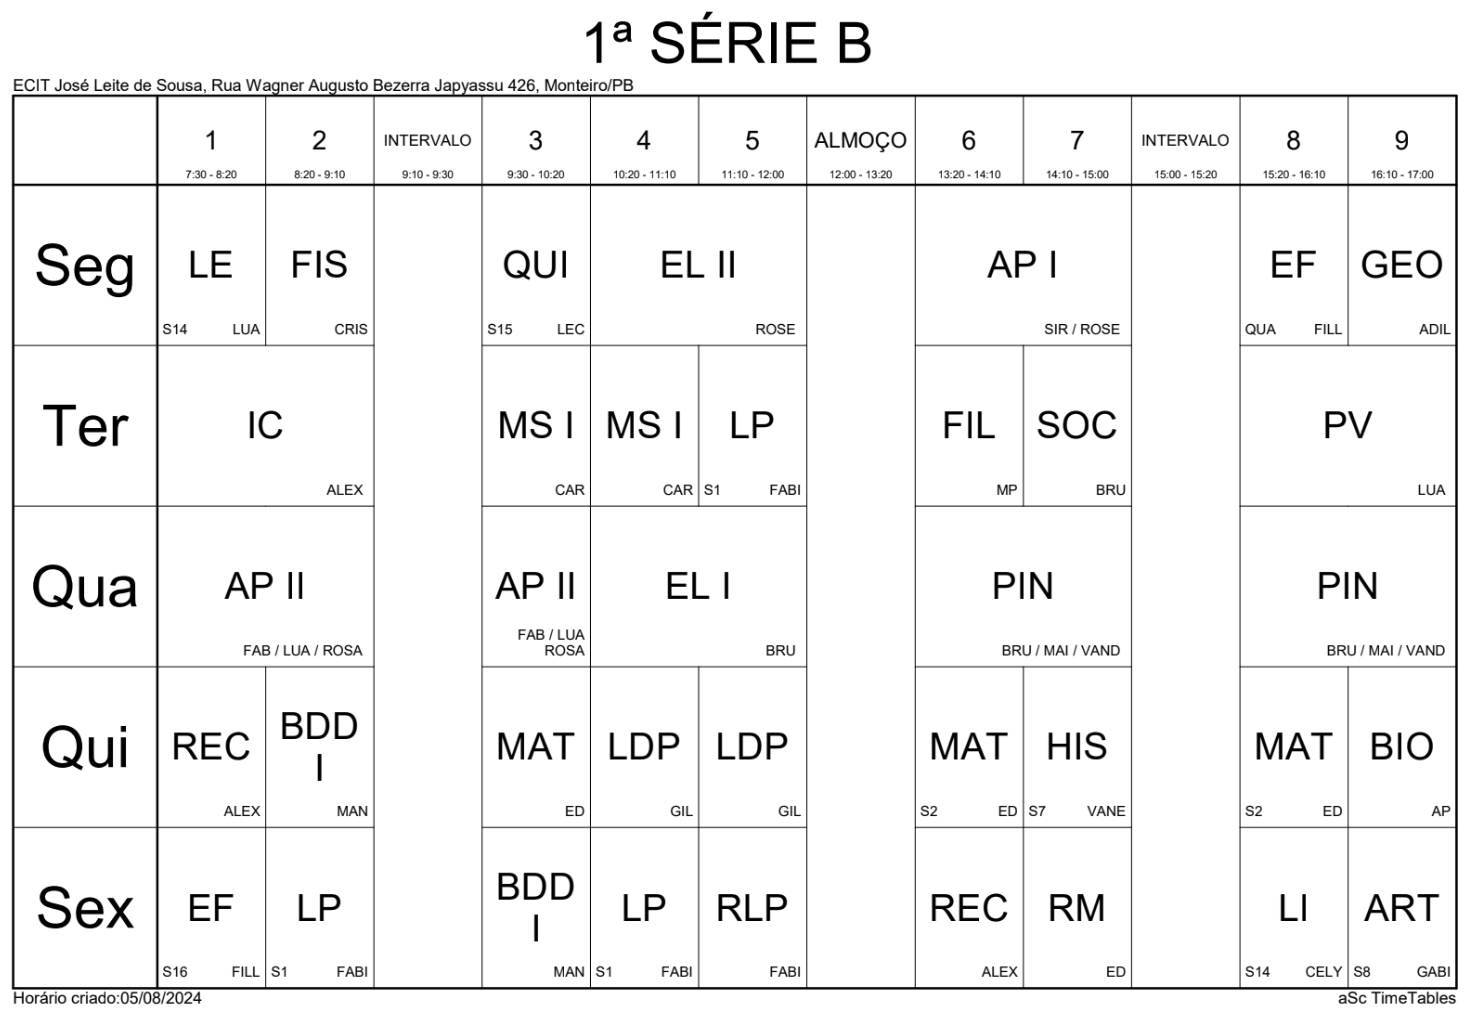 1ª SÉRIE B
ECIT José Leite de Sousa, Rua Wagner Augusto Bezerra Japyassu 426, Monteiro/PB
1 2 INTERVALO 3 4 5 ALMOÇO 6 7 INTERVALO 8 9
7:30 - 8:20 8:20 - 9:10 9:10 - 9:30 9:30 - 10:20 10:20 - 11:10 11:10 - 12:00 12:00 - 13:20 13:20 - 14:10 14:10 - 15:00 15:00 - 15:20 15:20 - 16:10 16:10 - 17:00
Seg LE FIS QUI EL II AP I EF GEO
S14 LUA CRIS S15 LEC ROSE SIR / ROSE QUA FILL ADIL
Ter IC MS I MS I LP FIL SOC PV
ALEX CAR CAR S1 FABI MP BRU LUA
Qua AP II AP II EL I PIN PIN
FAB / LUA
FAB / LUA / ROSA ROSA BRU BRU / MAI / VAND BRU / MAI / VAND
Qui REC BDD I MAT LDP LDP MAT HIS MAT BIO
ALEX MAN ED GIL GIL S2 ED S7 VANE S2 ED AP
Sex EF LP BDD I LP RLP REC RM LI ART
S16 FILL S1 FABI MAN S1 FABI FABI ALEX ED S14 CELY S8 GABI
Horário criado:05/08/2024 aSc TimeTables